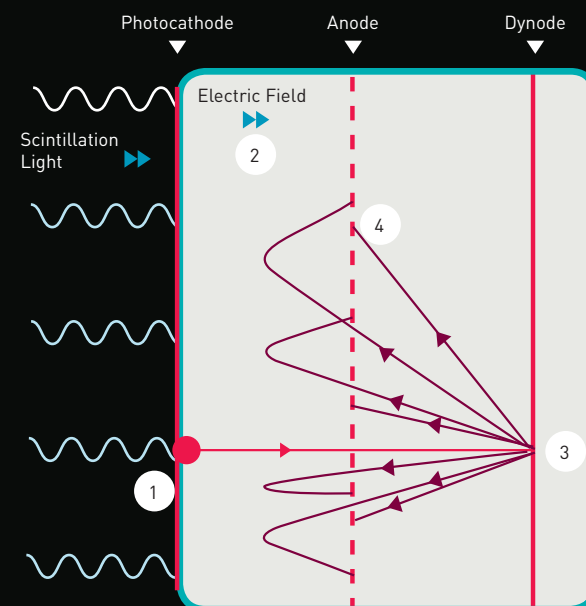 Photocathode
Anode
Dynode
Electric Field
Scintillation
Light
2
4
3
1